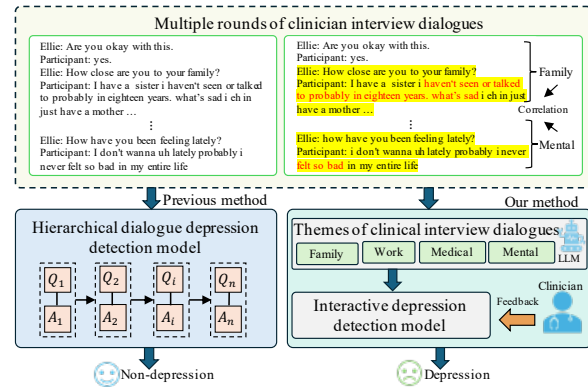 Multiple rounds of clinician interview dialogues
Ellie: Are you okay with this.
Participant: yes.
Ellie: How close are you to your family?
Participant: I have a sister i haven't seen or talked
to probably in eighteen years. what's sad i eh in
just have a mother ...
⋮
Ellie: How have you been feeling lately?
Participant: I don't wanna uh lately probably i
never felt so bad in my entire life
Ellie: Are you okay with this.
Participant: yes.
Ellie: How close are you to your family?
Participant: I have a sister i haven't seen or talked
to probably in eighteen years. what's sad i eh in just
have a mother ...
⋮
Ellie: how have you been feeling lately?
Participant: i don't wanna uh lately probably i never
felt so bad in my entire life
Family
Correlation
Mental
Previous method
Our method
Hierarchical dialogue depression
detection model
Q1 Q2 Qi Qn
A1 A2 Ai An
Non-depression
Themes of clinical interview dialogues
Family Work Medical Mental
LLM
Interactive depression
detection model
Feedback
Clinician
Depression